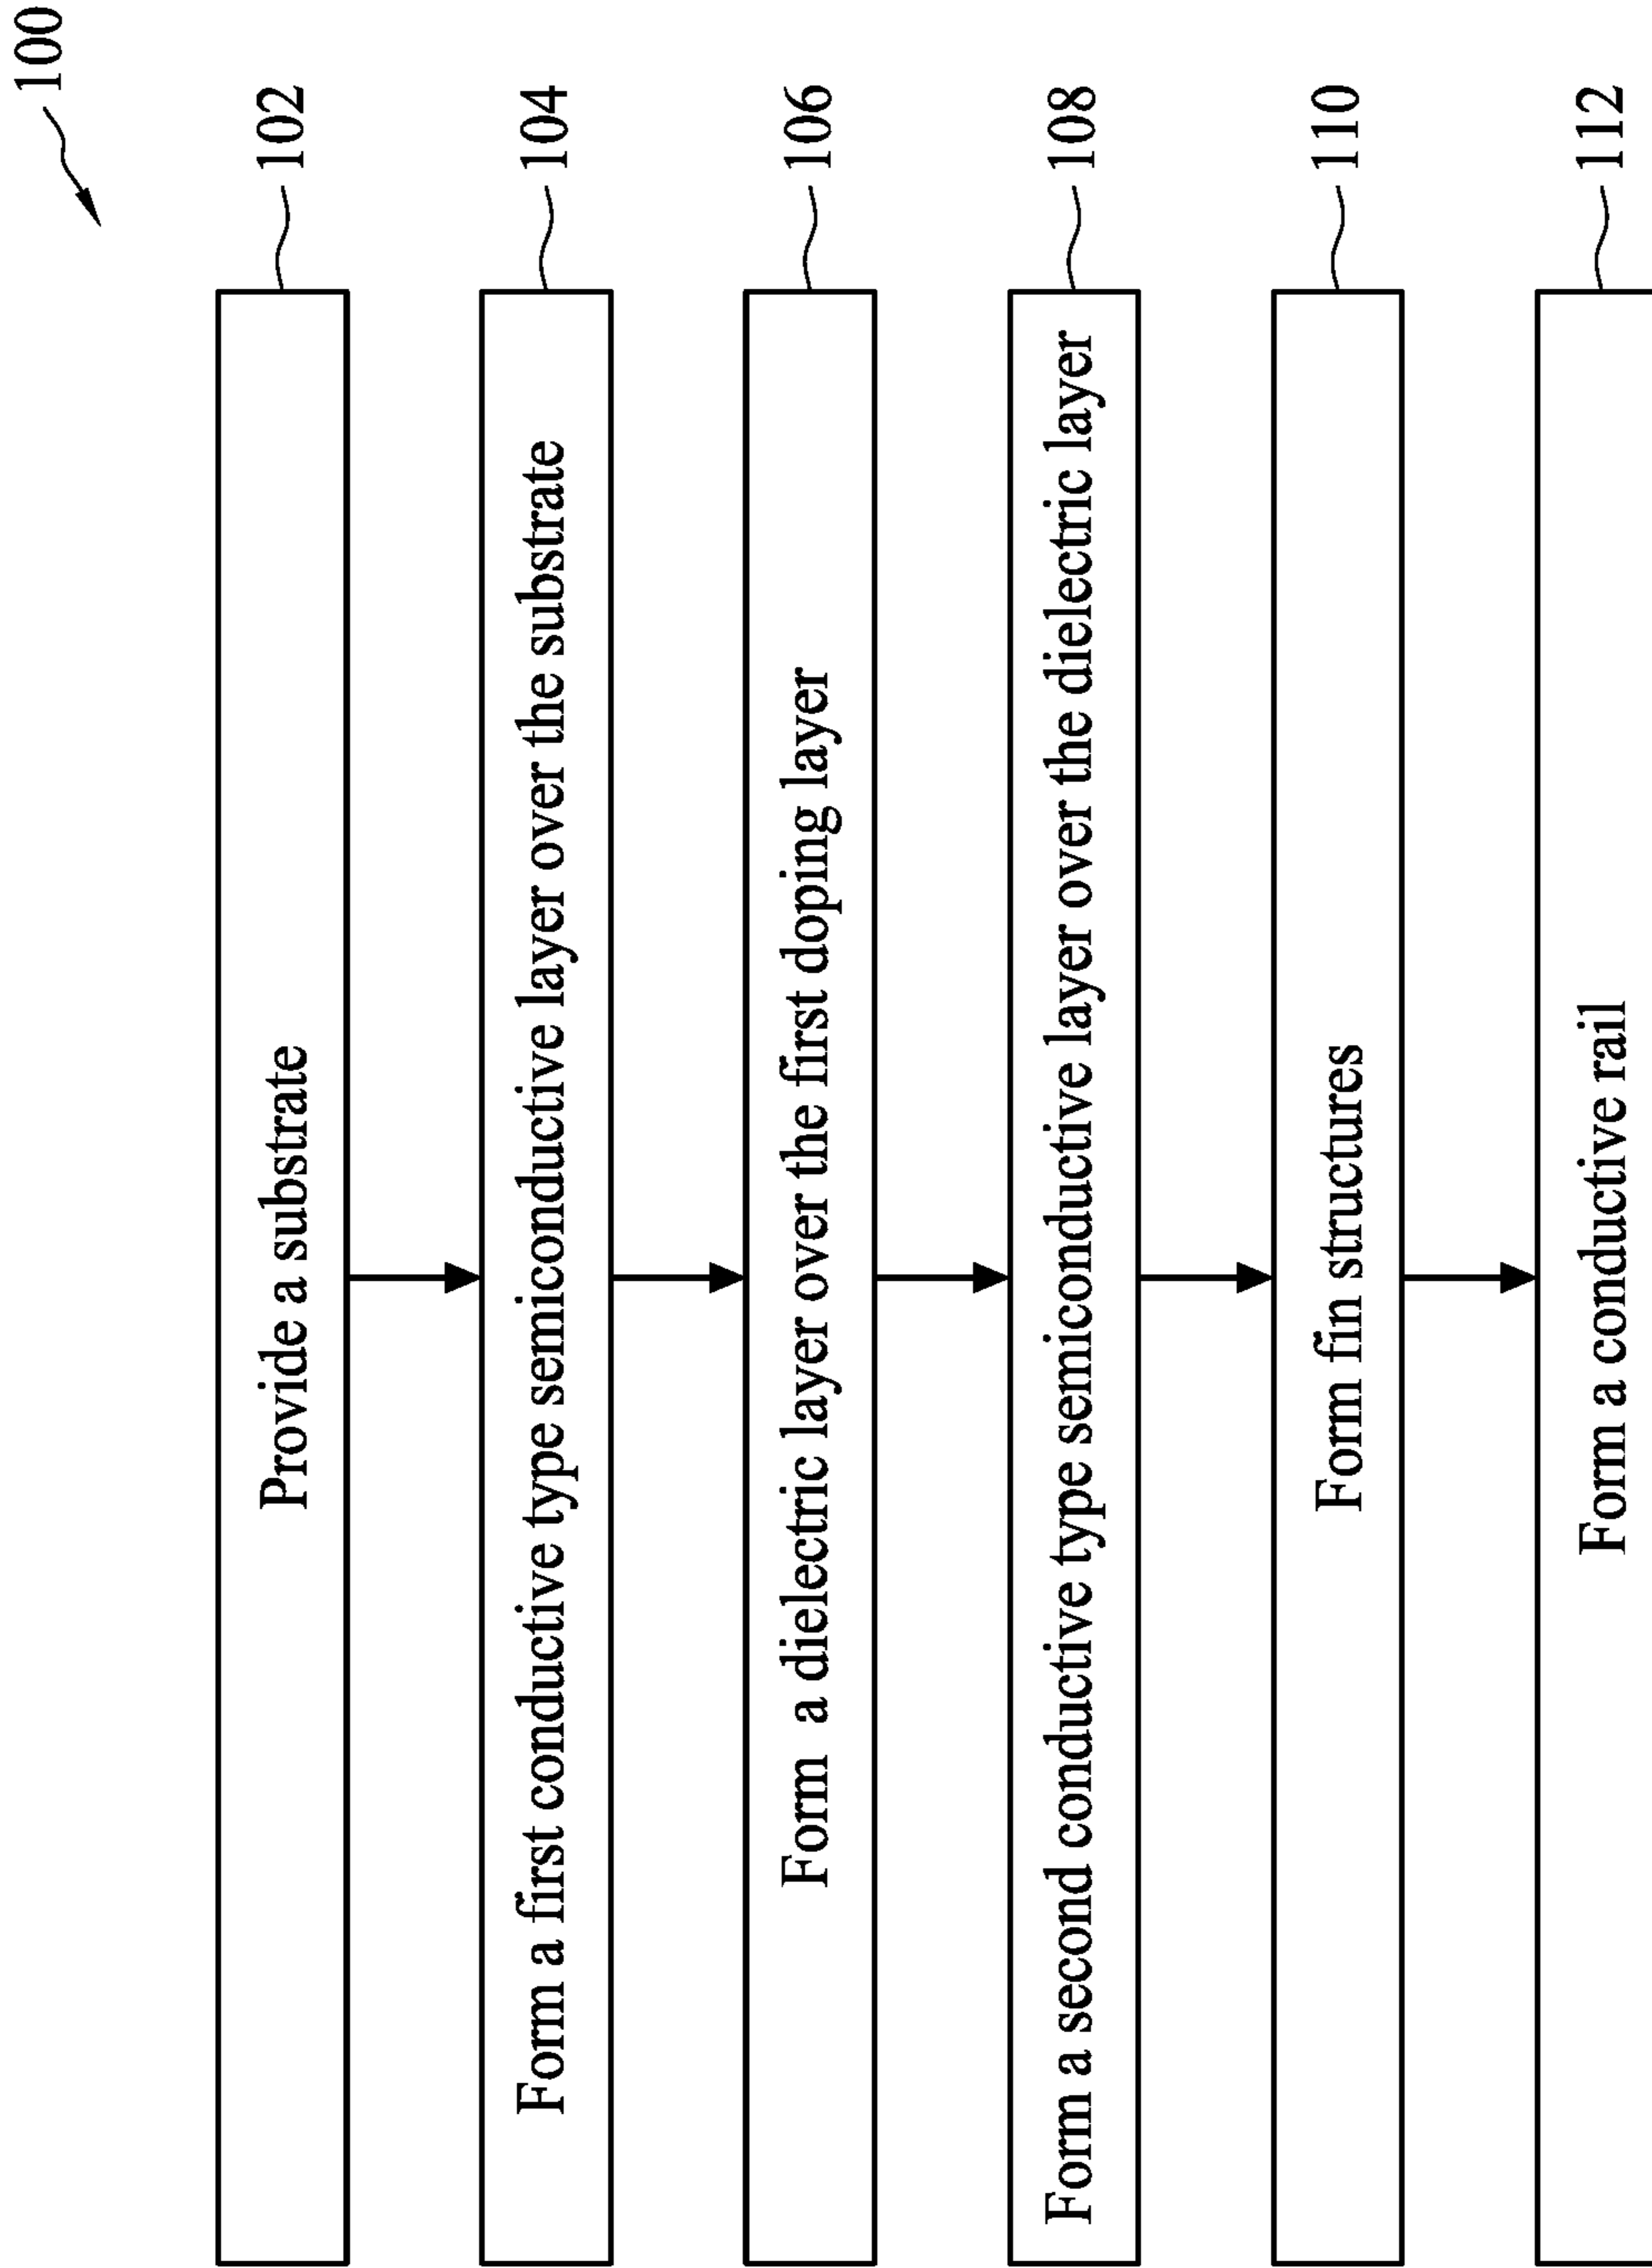 100
Provide a substrate
102
Form a first conductive type semiconductive layer over the substrate
104
Form a dielectric layer over the first doping layer
106
Form a second conductive type semiconductive layer over the dielectric layer
108
Form fin structures
110
Form a conductive rail
112